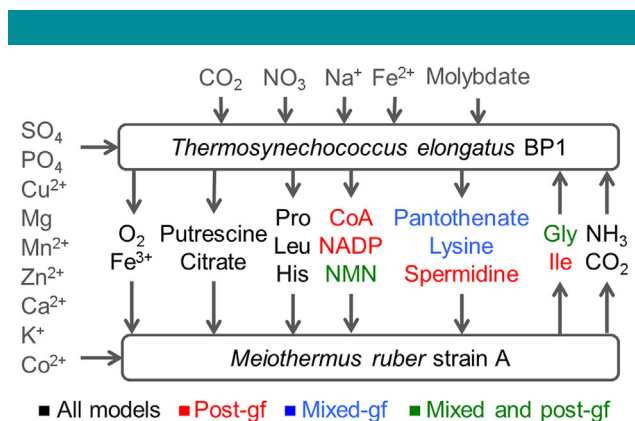 CO₂ NO₃ Na⁺ Fe²⁺ Molybdate
SO₄
PO₄
Cu²⁺
Mg
Mn²⁺
Zn²⁺
Ca²⁺
K⁺
Co²⁺
Thermosynechococcus elongatus BP1
O₂
Fe³⁺
Putrescine
Citrate
Pro
Leu
His
CoA
NADP
NMN
Pantothenate
Lysine
Spermidine
Gly
Ile
NH₃
CO₂
Meiothermus ruber strain A
All models Post-gf Mixed-gf Mixed and post-gf